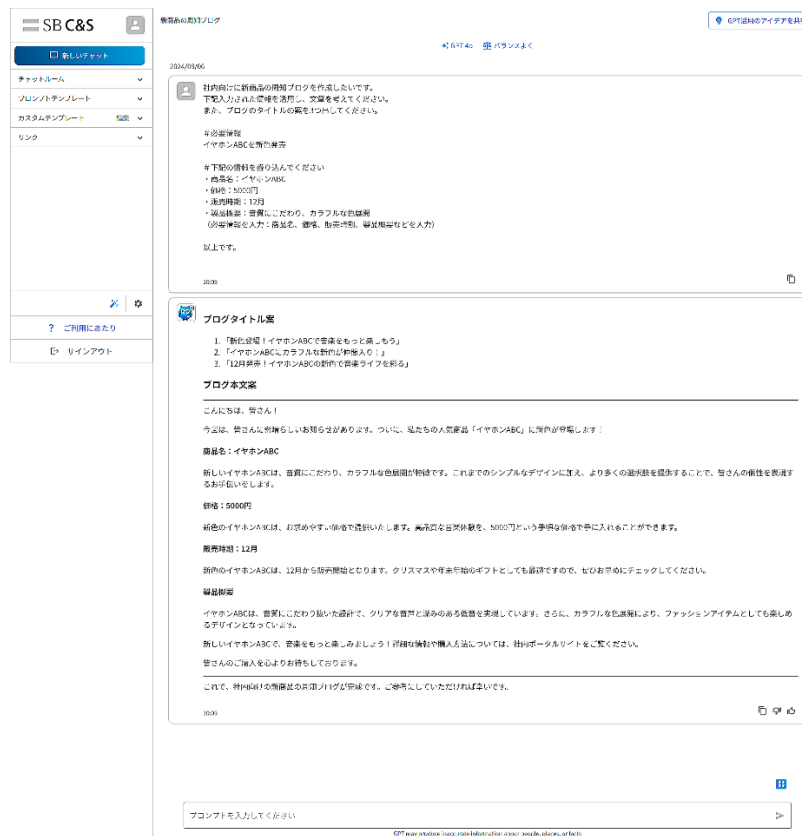 SB C&S
新しいチャット
チャットルーム
プロンプトテンプレート
カスタムテンプレート 編集
リンク
? ご利用にあたり
サインアウト
新商品の周知ブログ
GPT活用のアイデアを共
GPT 4o バランスよく
2024/09/06
社内向けに新商品の周知ブログを作成したいです。
下記入力された情報を活用し、文章を考えてください。
また、ブログのタイトルの案を3つ出してください。
#必要情報
イヤホンABCを新色発売
#下記の情報を盛り込んでください
・商品名:イヤホンABC
・価格:5000円
・販売時期:12月
・製品概要:音質にこだわり、カラフルな色展開
(必要情報を入力:商品名、価格、販売時期、製品概要などを入力)
以上です。
ブログタイトル案
1. 「新色登場!イヤホンABCで音楽をもっと楽しもう」
2. 「イヤホンABCにカラフルな新色が仲間入り!」
3. 「12月発売!イヤホンABCの新色で音楽ライフを彩る」
ブログ本文案
こんにちは、皆さん!
今回は、皆さんに素晴らしいお知らせがあります。ついに、私たちの人気商品「イヤホンABC」に新色が登場します!
商品名:イヤホンABC
新しいイヤホンABCは、音質にこだわり、カラフルな色展開が特徴です。これまでのシンプルなデザインに加え、より多くの選択肢を提供することで、皆さんの個性を表現す
るお手伝いをします。
価格:5000円
新色のイヤホンABCは、お求めやすい価格で提供いたします。高品質な音楽体験を、5000円という手頃な価格で手に入れることができます。
販売時期:12月
新色のイヤホンABCは、12月から販売開始となります。クリスマスや年末年始のギフトとしても最適ですので、ぜひお早めにチェックしてください。
製品概要
イヤホンABCは、音質にこだわり抜いた設計で、クリアな音声と深みのある低音を実現しています。さらに、カラフルな色展開により、ファッションアイテムとしても楽しめ
るデザインとなっています。
新しいイヤホンABCで、音楽をもっと楽しみましょう!詳細な情報や購入方法については、社内ポータルサイトをご覧ください。
皆さんのご購入を心よりお待ちしております。
これで、社内向けの新商品の周知ブログが完成です。ご参考にしていただければ幸いです。
プロンプトを入力してください
GPT may produce inaccurate information about people, places, or facts